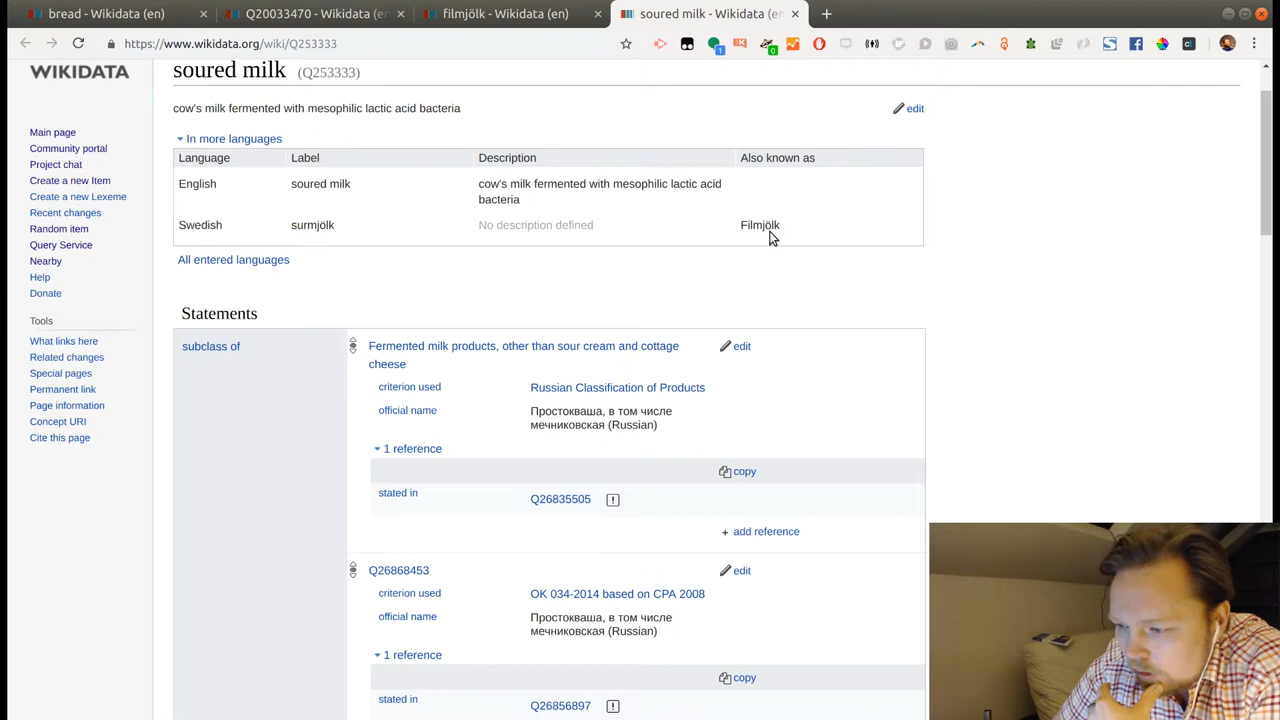 bread - Wikidata (en)
Q20033470 - Wikidata (en
filmjölk - Wikidata (en)
soured milk - Wikidata (en
https://www.wikidata.org/wiki/Q253333
1
0
WIKIDATA
Main page
Community portal
Project chat
Create a new Item
Create a new Lexeme
Recent changes
Random item
Query Service
Nearby
Help
Donate
Tools
What links here
Related changes
Special pages
Permanent link
Page information
Concept URI
Cite this page
soured milk (Q253333)
cow's milk fermented with mesophilic lactic acid bacteria
edit
In more languages
Language Label Description Also known as
English soured milk cow's milk fermented with mesophilic lactic acid
bacteria
Swedish surmjölk No description defined Filmjölk
All entered languages
Statements
subclass of
Fermented milk products, other than sour cream and cottage
cheese
edit
criterion used Russian Classification of Products
official name Простокваша, в том числе
мечниковская (Russian)
1 reference
copy
stated in Q26835505 !
+ add reference
Q26868453 edit
criterion used OK 034-2014 based on CPA 2008
official name Простокваша, в том числе
мечниковская (Russian)
1 reference
copy
stated in Q26856897 !